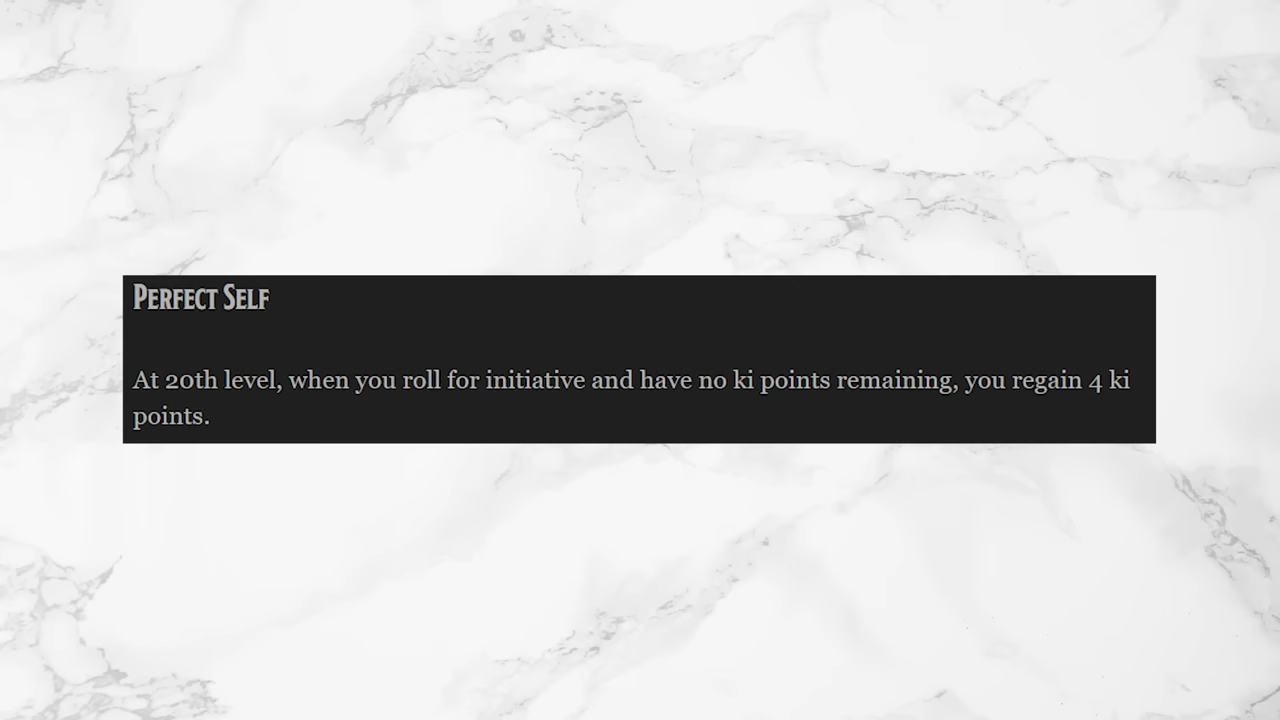 Perfect Self
At 20th level, when you roll for initiative and have no ki points remaining, you regain 4 ki
points.